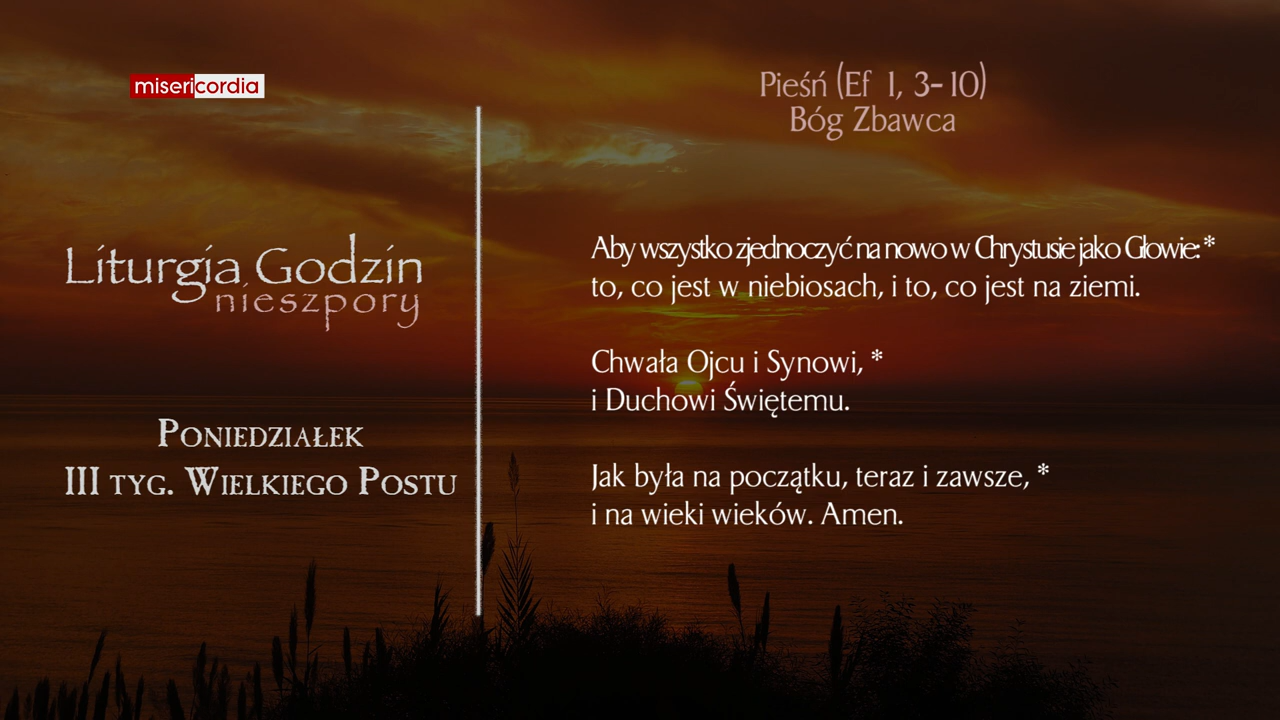 misericordia
Liturgia Godzin
nieszpory
Poniedziałek
III tyg. Wielkiego Postu
Pieśń (Ef 1, 3-10)
Bóg Zbawca
Aby wszystko zjednoczyć na nowo w Chrystusie jako Głowie: *
to, co jest w niebiosach, i to, co jest na ziemi.
Chwała Ojcu i Synowi, *
i Duchowi Świętemu.
Jak była na początku, teraz i zawsze, *
i na wieki wieków. Amen.